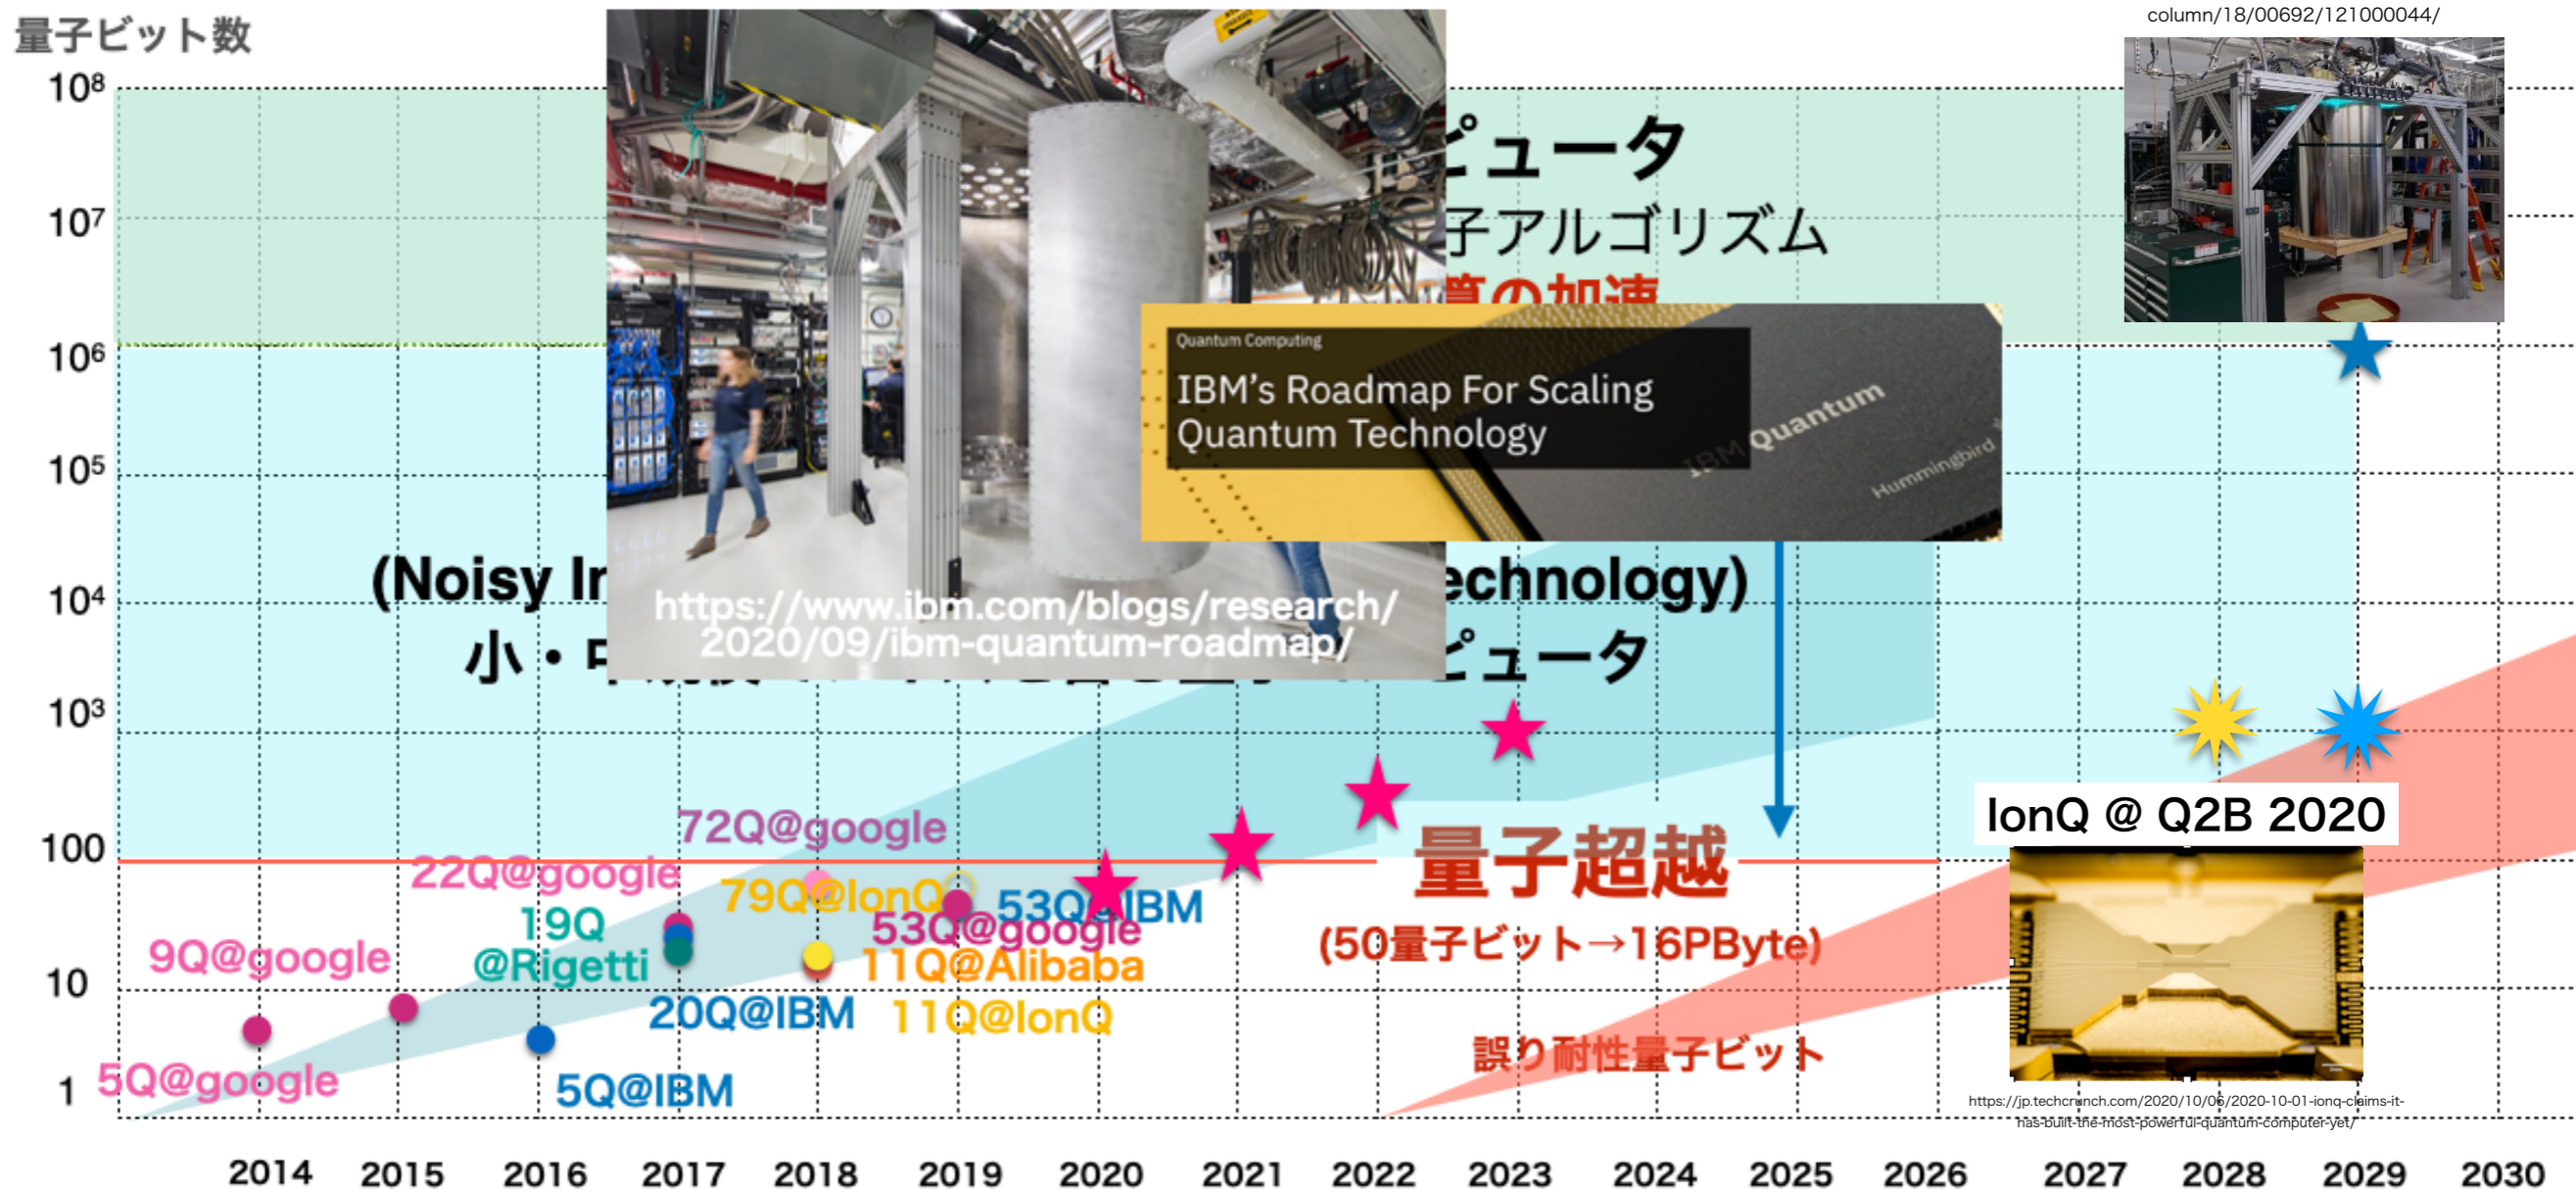 量子ビット数
column/18/00692/121000044/
10⁸
ピュータ
10⁷
子アルゴリズム
算の加速
10⁶
Quantum Computing
IBM's Roadmap For Scaling
Quantum Technology
IBM Quantum
Hummingbird
10⁵
(Noisy In
echnology)
10⁴
https://www.ibm.com/blogs/research/
2020/09/ibm-quantum-roadmap/
小・中
ピュータ
10³
IonQ @ Q2B 2020
72Q@google
100
量子超越
22Q@google
79Q@IonQ
53Q@IBM
19Q
@Rigetti
53Q@google
(50量子ビット→16PByte)
9Q@google
11Q@Alibaba
10
20Q@IBM
11Q@IonQ
誤り耐性量子ビット
5Q@google
5Q@IBM
1
https://jp.techcrunch.com/2020/10/06/2020-10-01-ionq-claims-it-
has-built-the-most-powerful-quantum-computer-yet/
2014 2015 2016 2017 2018 2019 2020 2021 2022 2023 2024 2025 2026 2027 2028 2029 2030